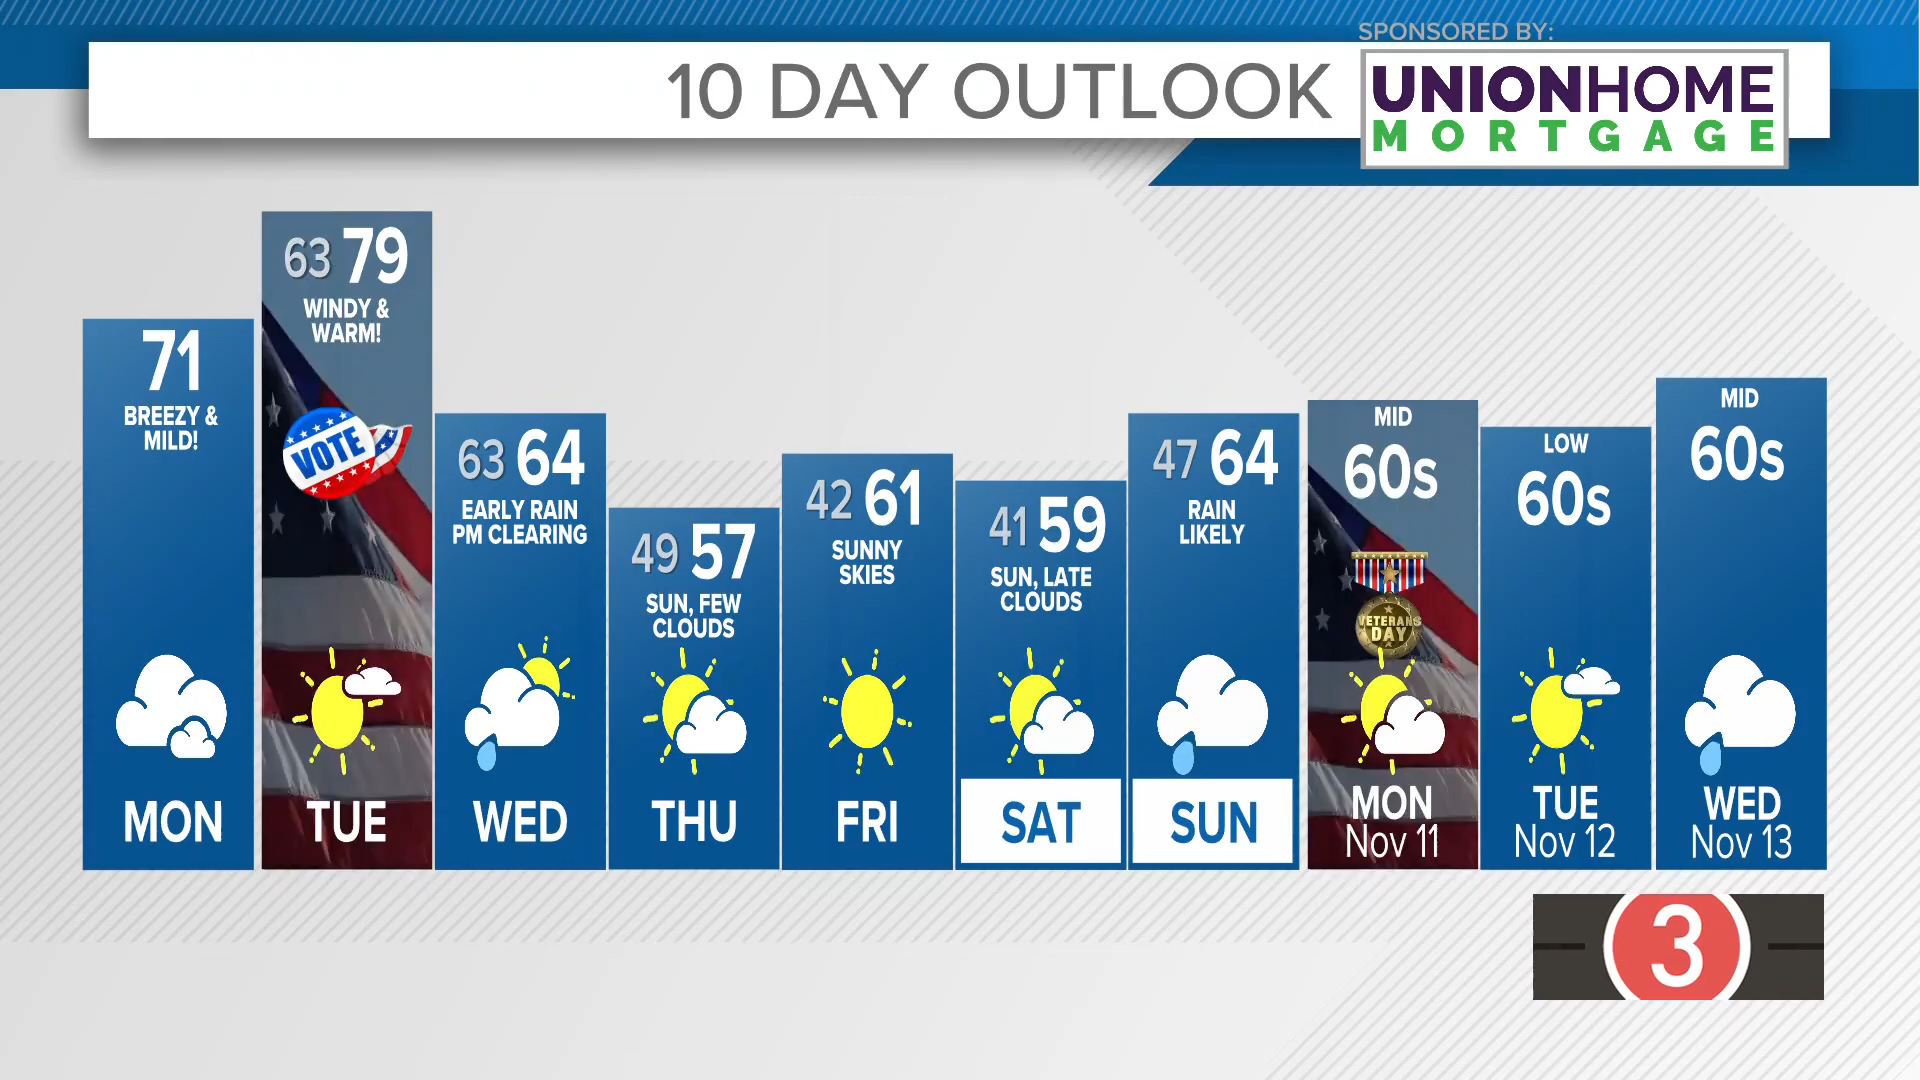 SPONSORED BY:
10 DAY OUTLOOK
UNIONHOME
MORTGAGE
71
BREEZY &
MILD!
MON
63 79
WINDY &
WARM!
VOTE
TUE
63 64
EARLY RAIN
PM CLEARING
WED
49 57
SUN, FEW
CLOUDS
THU
42 61
SUNNY
SKIES
FRI
41 59
SUN, LATE
CLOUDS
SAT
47 64
RAIN
LIKELY
SUN
MID
60s
VETERANS
DAY
MON
Nov 11
LOW
60s
TUE
Nov 12
MID
60s
WED
Nov 13
3